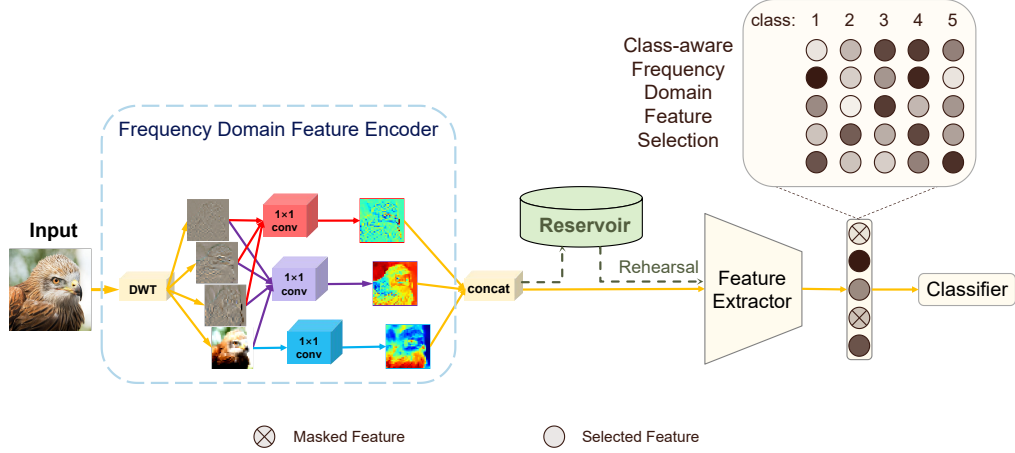 class: 1 2 3 4 5
Class-aware
Frequency
Domain
Feature
Selection
Frequency Domain Feature Encoder
Input
DWT
1×1
conv
1×1
conv
1×1
conv
concat
Reservoir
Rehearsal
Feature
Extractor
Classifier
Masked Feature
Selected Feature